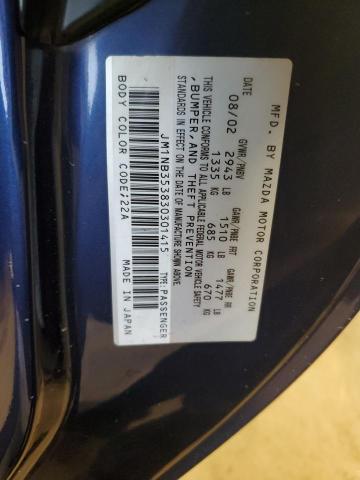 MFD. BY MAZDA MOTOR CORPORATION
DATE GVWR/PNBV GAWR/PNBE FRT GAWR/PNBE RR
08/02 2943 LB 1510 LB 1477 LB
1335 KG 685 KG 670 KG
THIS VEHICLE CONFORMS TO ALL APPLICABLE FEDERAL MOTOR VEHICLE SAFETY
,BUMPER,AND THEFT PREVENTION
STANDARDS IN EFFECT ON THE DATE OF MANUFACTURE SHOWN ABOVE.
JM1NB353830301415 TYPE:PASSENGER
BODY COLOR CODE;22A MADE IN JAPAN